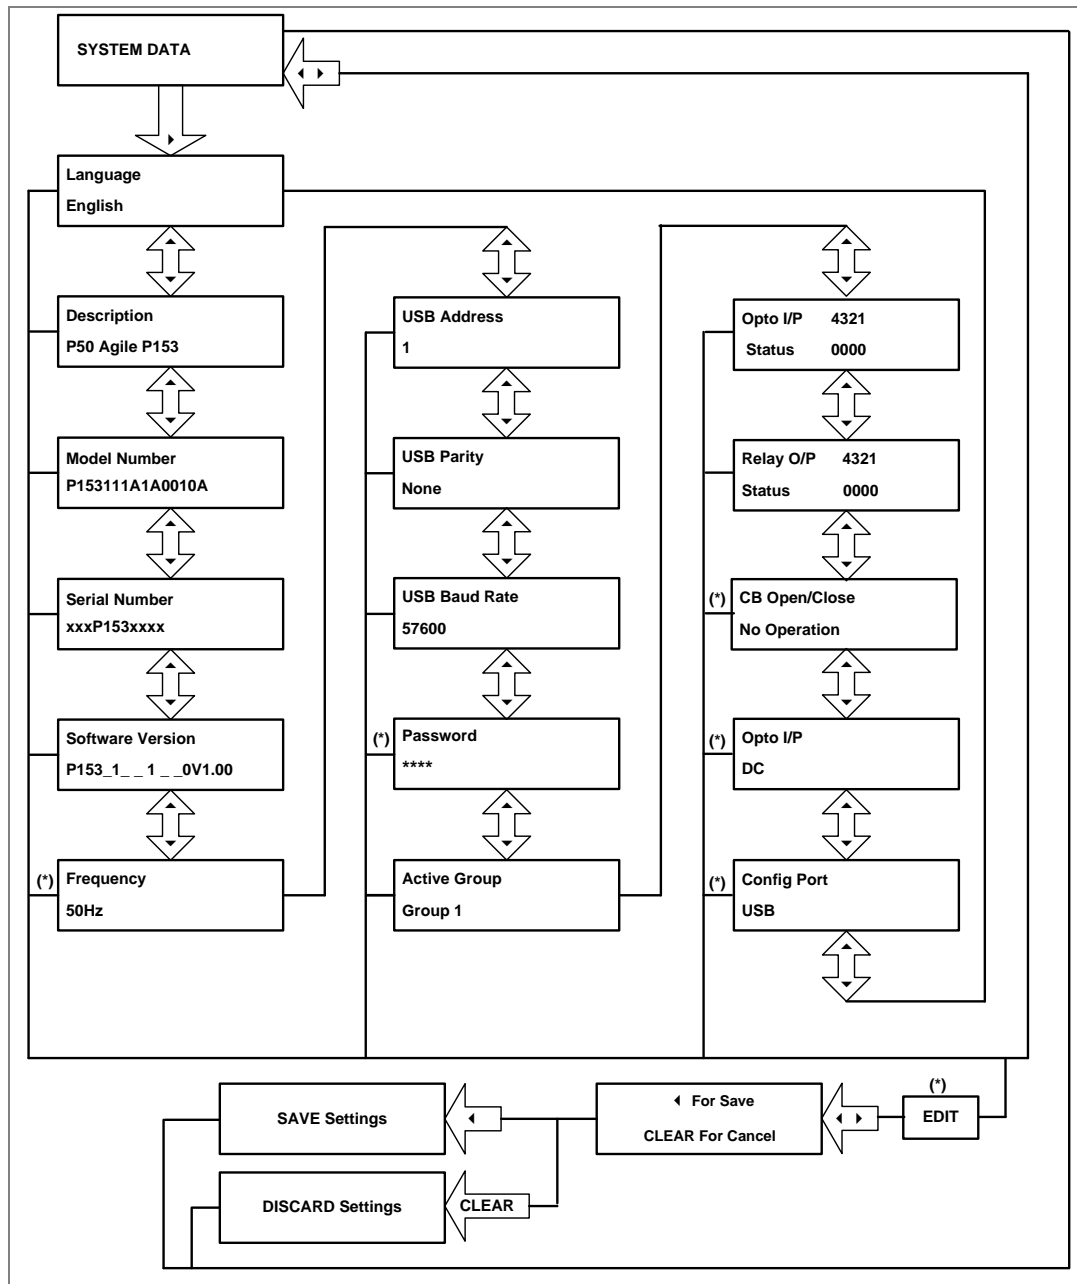 SYSTEM DATA
Language
English
Description
P50 Agile P153
Model Number
P153111A1A0010A
Serial Number
xxxP153xxxx
Software Version
P153_1_ _ 1 _ _0V1.00
(*)
Frequency
50Hz
USB Address
1
USB Parity
None
USB Baud Rate
57600
(*)
Password
****
Active Group
Group 1
Opto I/P 4321
Status 0000
Relay O/P 4321
Status 0000
(*)
CB Open/Close
No Operation
(*)
Opto I/P
DC
(*)
Config Port
USB
(*)
EDIT
For Save
CLEAR For Cancel
SAVE Settings
CLEAR
DISCARD Settings